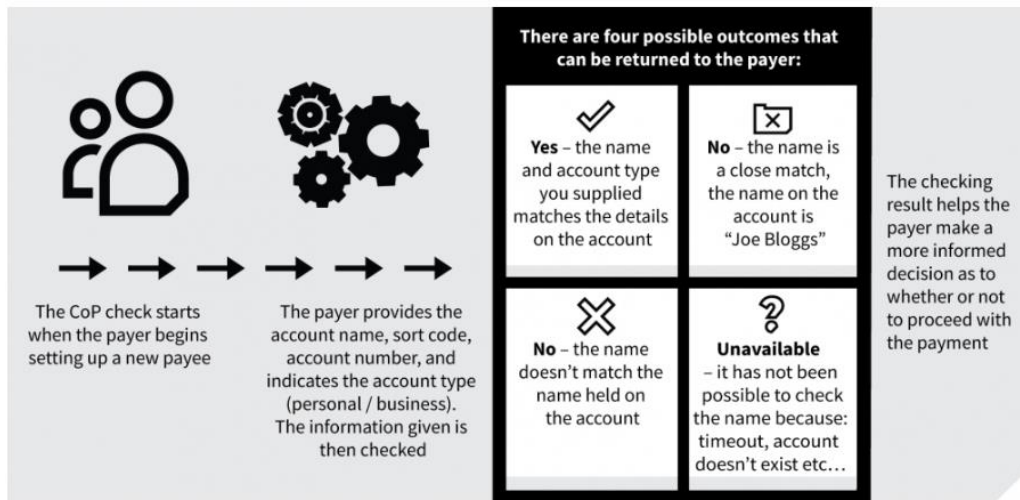 The CoP check starts
when the payer begins
setting up a new payee
The payer provides the
account name, sort code,
account number, and
indicates the account type
(personal / business).
The information given is
then checked
There are four possible outcomes that
can be returned to the payer:
Yes – the name
and account type
you supplied
matches the details
on the account
No – the name is
a close match,
the name on the
account is
“Joe Bloggs”
No – the name
doesn’t match the
name held on
the account
Unavailable
– it has not been
possible to check
the name because:
timeout, account
doesn’t exist etc…
The checking
result helps the
payer make a
more informed
decision as to
whether or not
to proceed with
the payment